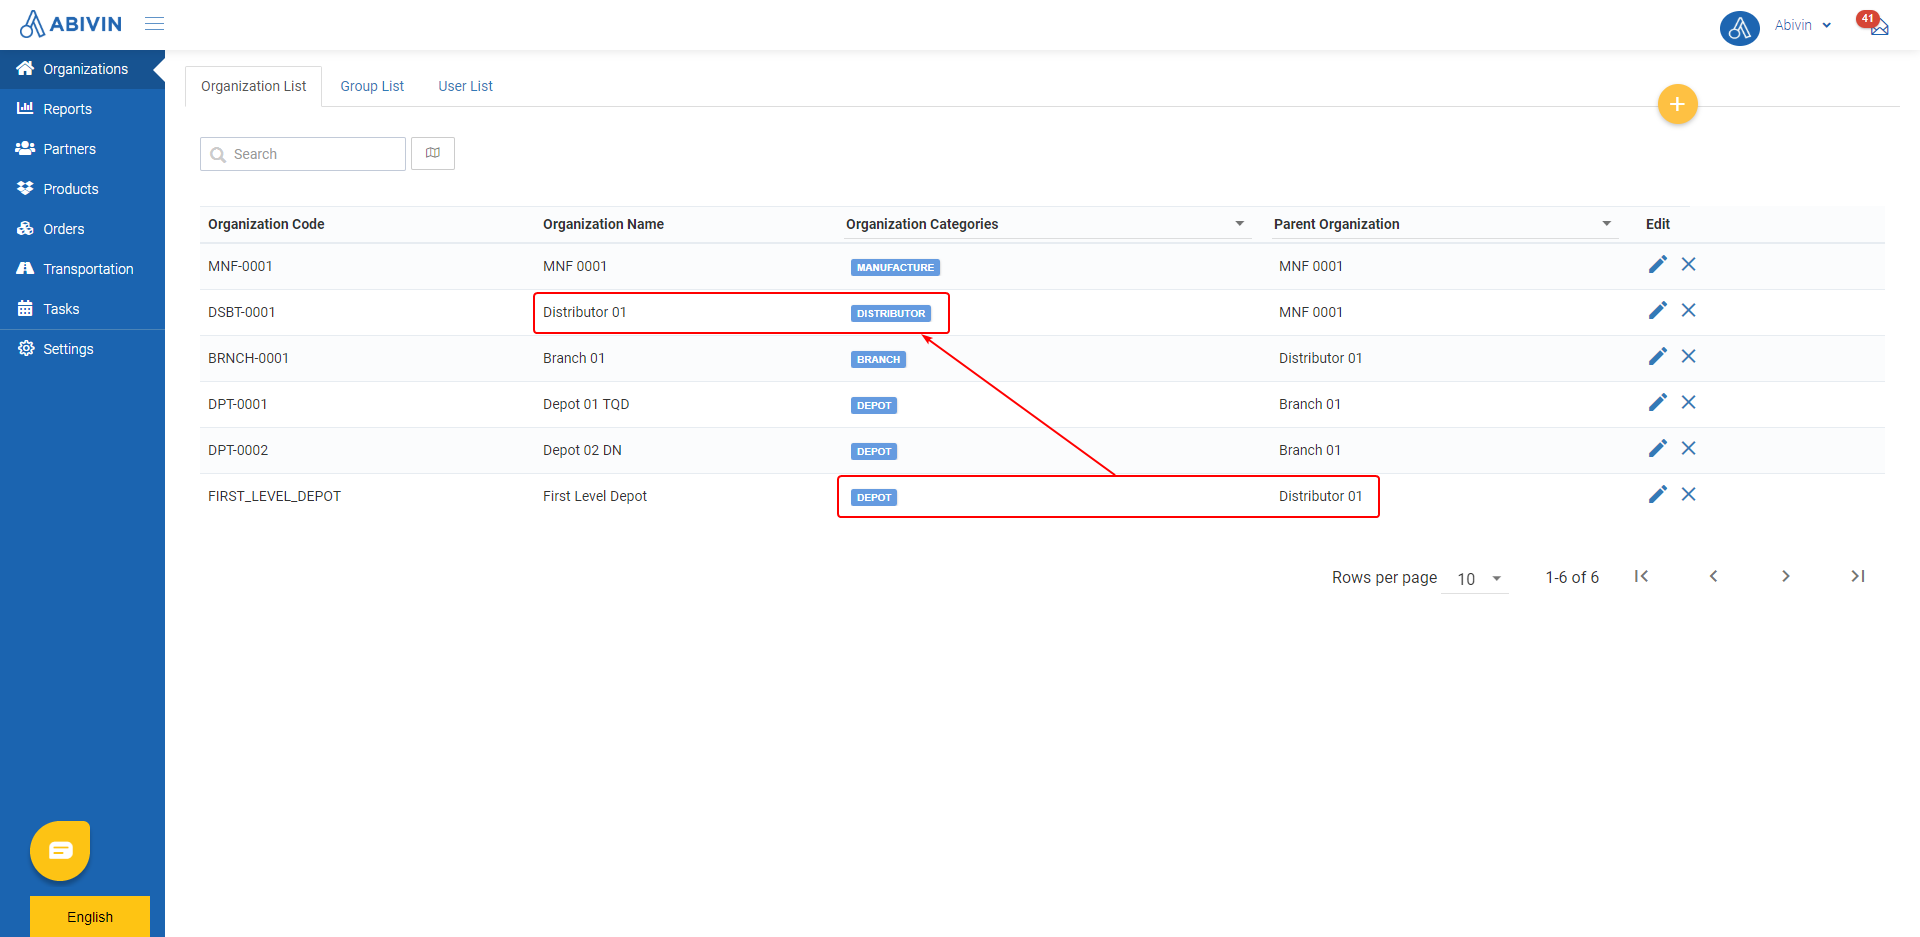 ABIVIN
Abivin
41
Organizations
Reports
Partners
Products
Orders
Transportation
Tasks
Settings
English
Organization List Group List User List
+
Search
Organization Code Organization Name Organization Categories Parent Organization Edit
MNF-0001 MNF 0001 MANUFACTURE MNF 0001
DSBT-0001 Distributor 01 DISTRIBUTOR MNF 0001
BRNCH-0001 Branch 01 BRANCH Distributor 01
DPT-0001 Depot 01 TQD DEPOT Branch 01
DPT-0002 Depot 02 DN DEPOT Branch 01
FIRST_LEVEL_DEPOT First Level Depot DEPOT Distributor 01
Rows per page 10 1-6 of 6